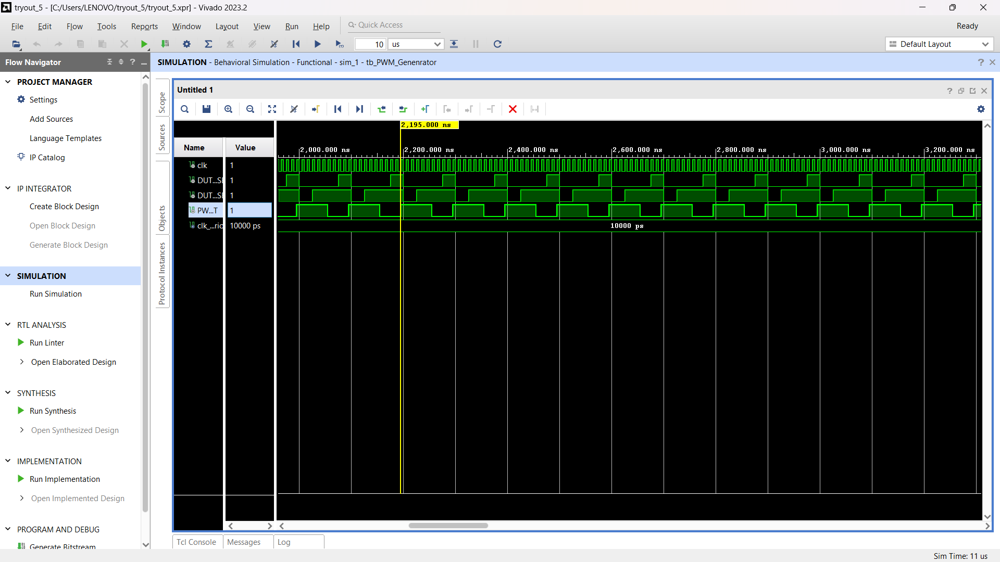 tryout_5 - [C:/Users/LENOVO/tryout_5/tryout_5.xpr] - Vivado 2023.2
File Edit Flow Tools Reports Window Layout View Run Help Quick Access Ready
10 us Default Layout
Flow Navigator
SIMULATION - Behavioral Simulation - Functional - sim_1 - tb_PWM_Genenrator
PROJECT MANAGER
Settings
Add Sources
Language Templates
IP Catalog
IP INTEGRATOR
Create Block Design
Open Block Design
Generate Block Design
SIMULATION
Run Simulation
RTL ANALYSIS
Run Linter
Open Elaborated Design
SYNTHESIS
Run Synthesis
Open Synthesized Design
IMPLEMENTATION
Run Implementation
Open Implemented Design
PROGRAM AND DEBUG
Generate Bitstream
Scope
Sources
Objects
Protocol Instances
Untitled 1
2,195.000 ns
Name Value
2,000.000 ns 2,200.000 ns 2,400.000 ns 2,600.000 ns 2,800.000 ns 3,000.000 ns 3,200.000 ns
clk 1
DUT...SI 1
DUT...SI 1
PW...T 1
clk_...rio 10000 ps 10000 ps
Tcl Console Messages Log
Sim Time: 11 us